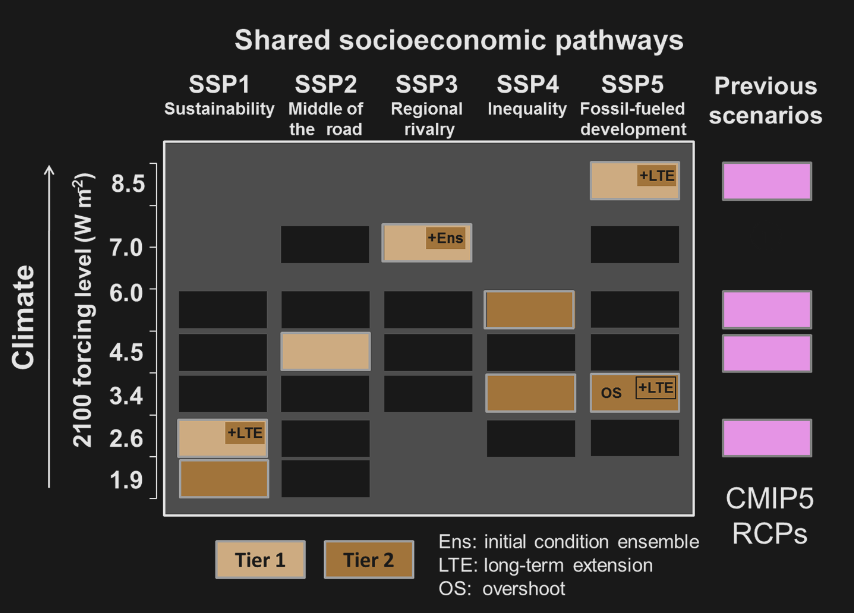 Shared socioeconomic pathways
SSP1
Sustainability
SSP2
Middle of
the road
SSP3
Regional
rivalry
SSP4
Inequality
SSP5
Fossil-fueled
development
Previous
scenarios
Climate
2100 forcing level (W m⁻²)
8.5
+LTE
7.0
+Ens
6.0
4.5
3.4
OS
+LTE
2.6
+LTE
1.9
CMIP5
RCPs
Tier 1
Tier 2
Ens: initial condition ensemble
LTE: long-term extension
OS: overshoot